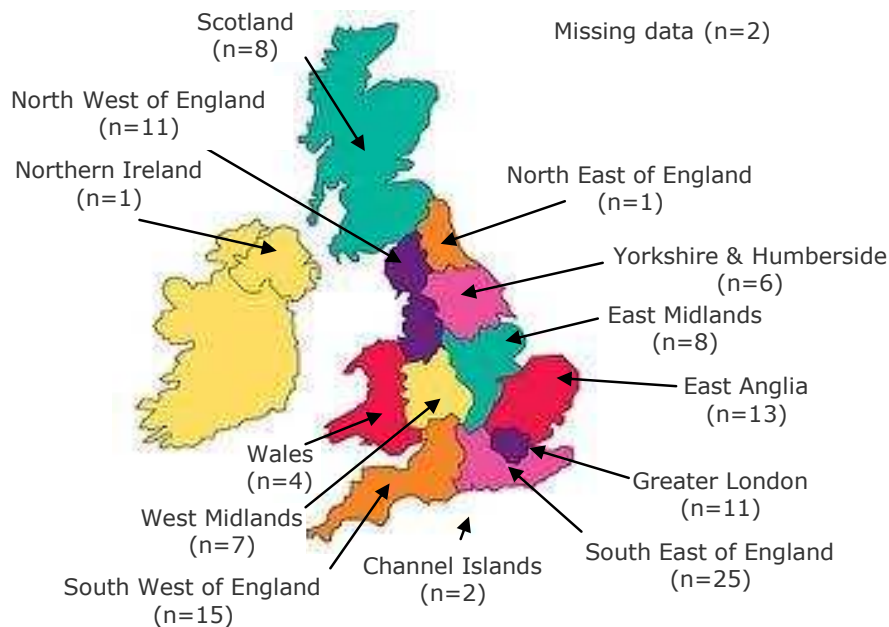 Scotland
(n=8)
Missing data (n=2)
North West of England
(n=11)
Northern Ireland
(n=1)
North East of England
(n=1)
Yorkshire & Humberside
(n=6)
East Midlands
(n=8)
East Anglia
(n=13)
Wales
(n=4)
Greater London
(n=11)
West Midlands
(n=7)
Channel Islands
(n=2)
South East of England
(n=25)
South West of England
(n=15)